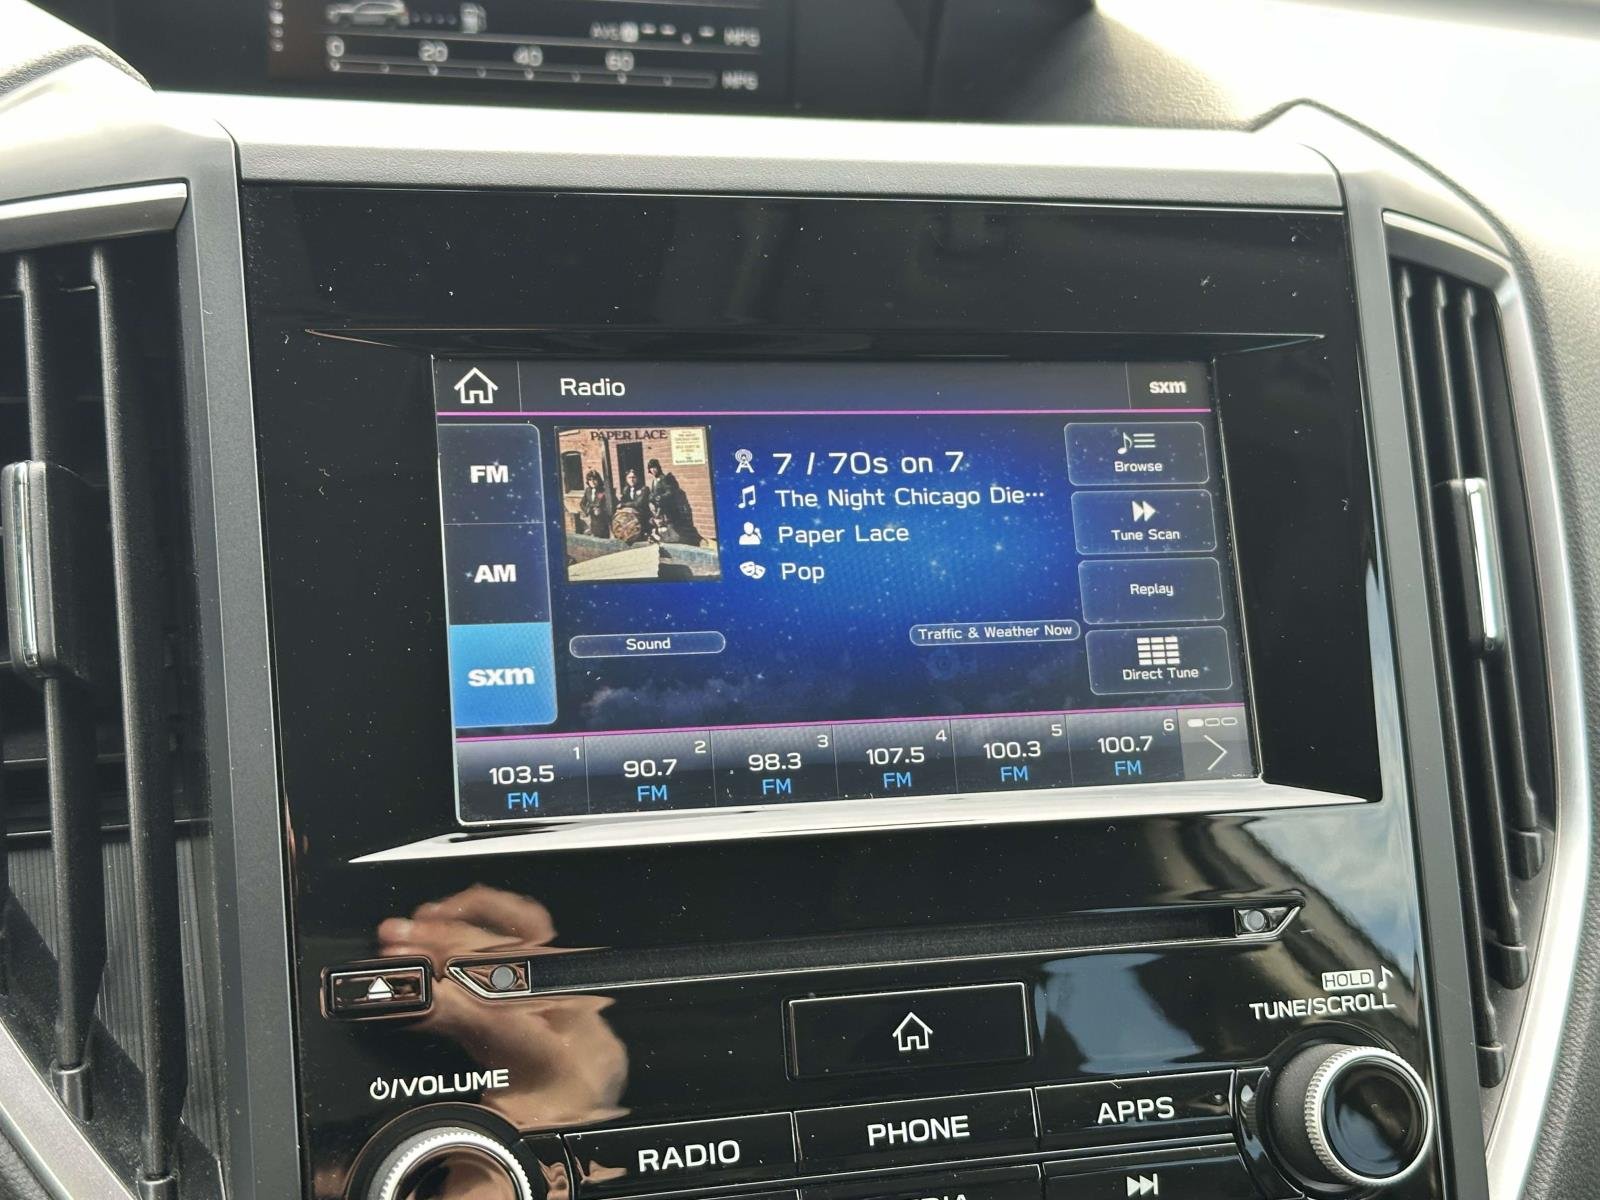 AVG MPG
0 20 40 60 MPG
Radio
sxm
PAPER LACE
FM
AM
sxm
7 / 70s on 7
The Night Chicago Die…
Paper Lace
Pop
Browse
Tune Scan
Replay
Direct Tune
Sound
Traffic & Weather Now
1 2 3 4 5 6
103.5 90.7 98.3 107.5 100.3 100.7
FM FM FM FM FM FM
HOLD
TUNE/SCROLL
/VOLUME
RADIO PHONE APPS